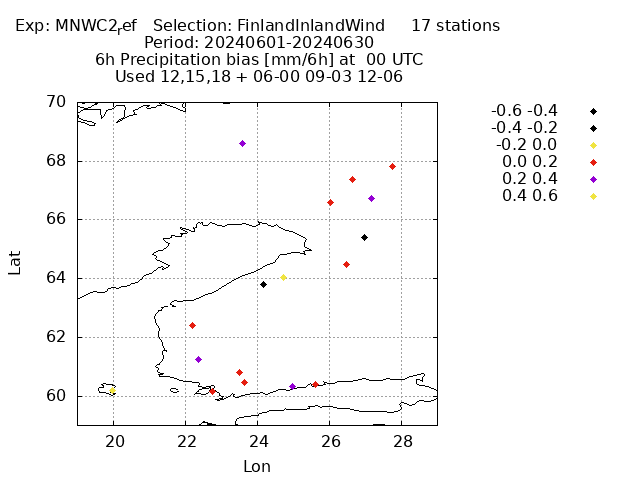 Exp: MNWC2ref   Selection: FinlandInlandWind     17 stations
Period: 20240601-20240630
6h Precipitation bias [mm/6h] at  00 UTC
Used 12,15,18 + 06-00 09-03 12-06
-0.6 -0.4
-0.4 -0.2
-0.2 0.0
0.0 0.2
0.2 0.4
0.4 0.6
70
68
66
64
62
60
Lat
20 22 24 26 28
Lon